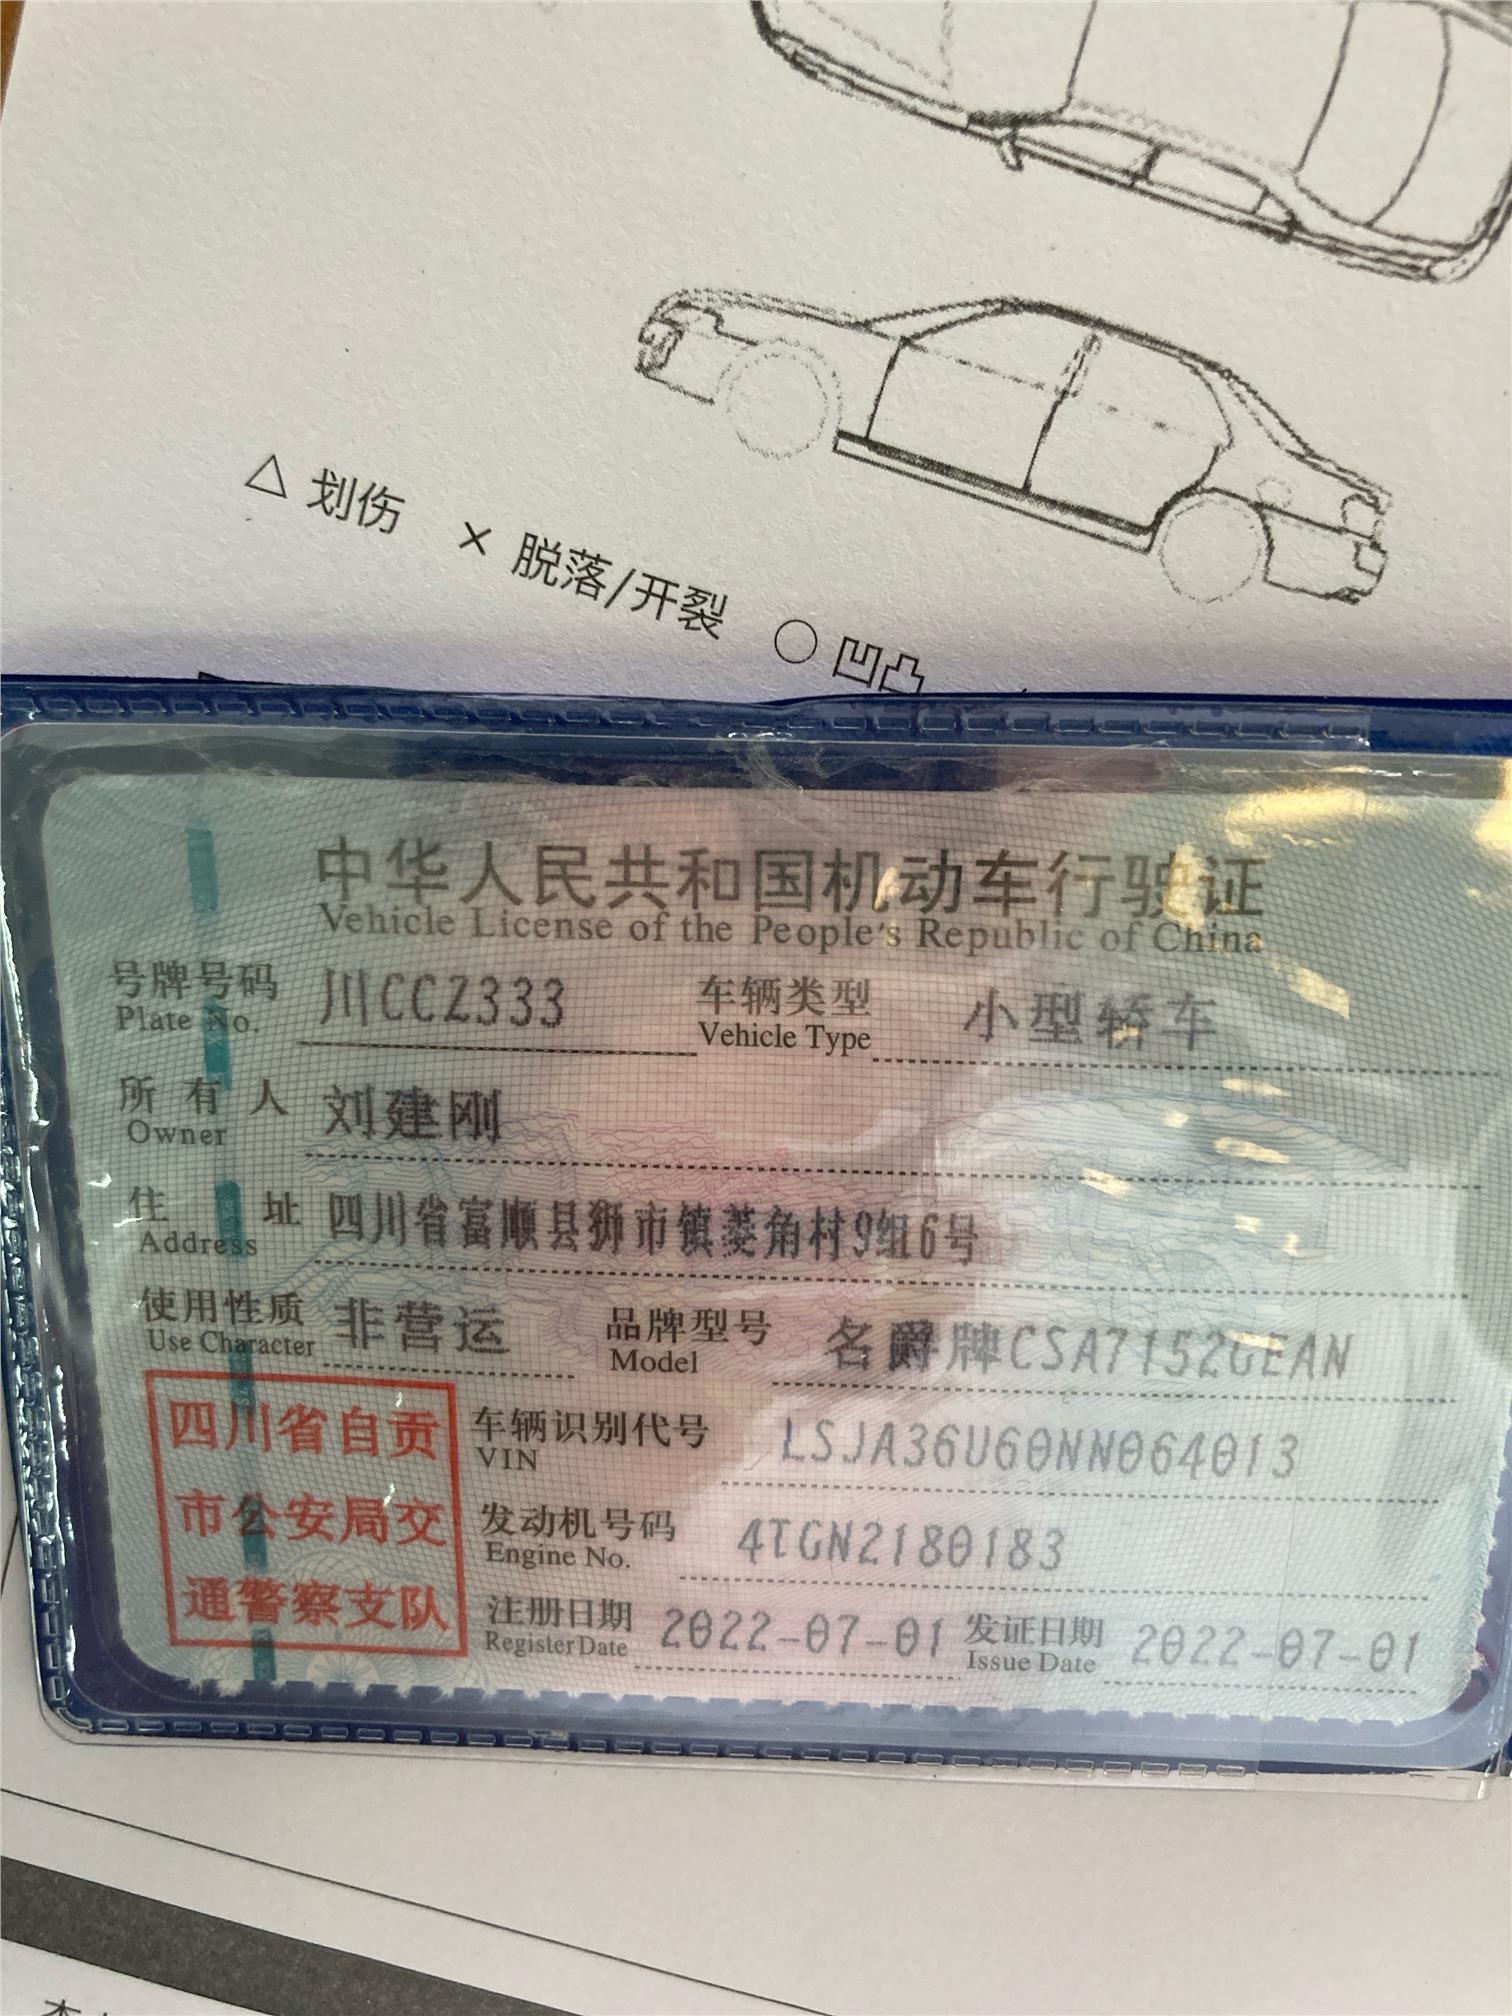 △ 划伤 × 脱落/开裂 ○ 凹凸
中华人民共和国机动车行驶证
Vehicle License of the People's Republic of China
号牌号码 川CCZ333 车辆类型 小型轿车
Plate No. Vehicle Type
所有人 刘建刚
Owner
住址 四川省富顺县狮市镇菱角村9组6号
Address
使用性质 非营运 品牌型号 名爵牌CSA7152GEAN
Use Character Model
四川省自贡
市公安局交
通警察支队
车辆识别代号 LSJA36U60NN064013
VIN
发动机号码 4TGN2180183
Engine No.
注册日期 2022-07-01 发证日期 2022-07-01
Register Date Issue Date